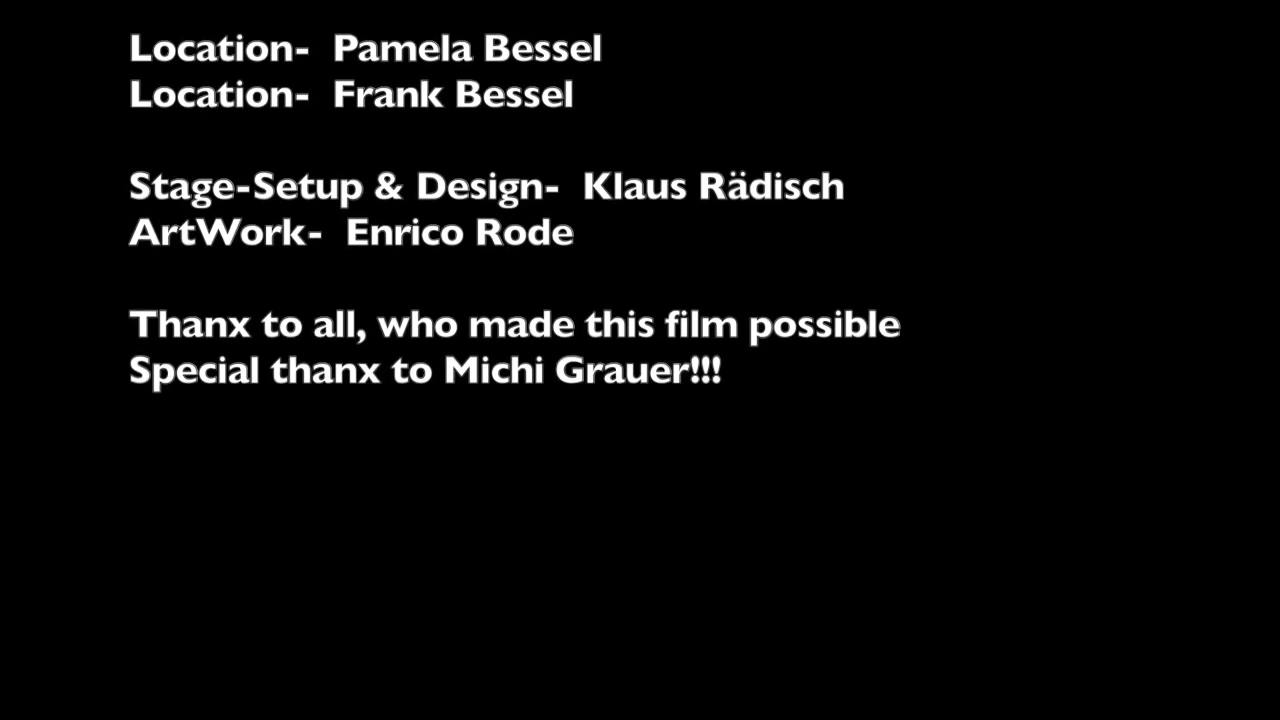 Location-  Pamela Bessel
Location-  Frank Bessel
Stage-Setup & Design-  Klaus Rädisch
ArtWork-  Enrico Rode
Thanx to all, who made this film possible
Special thanx to Michi Grauer!!!